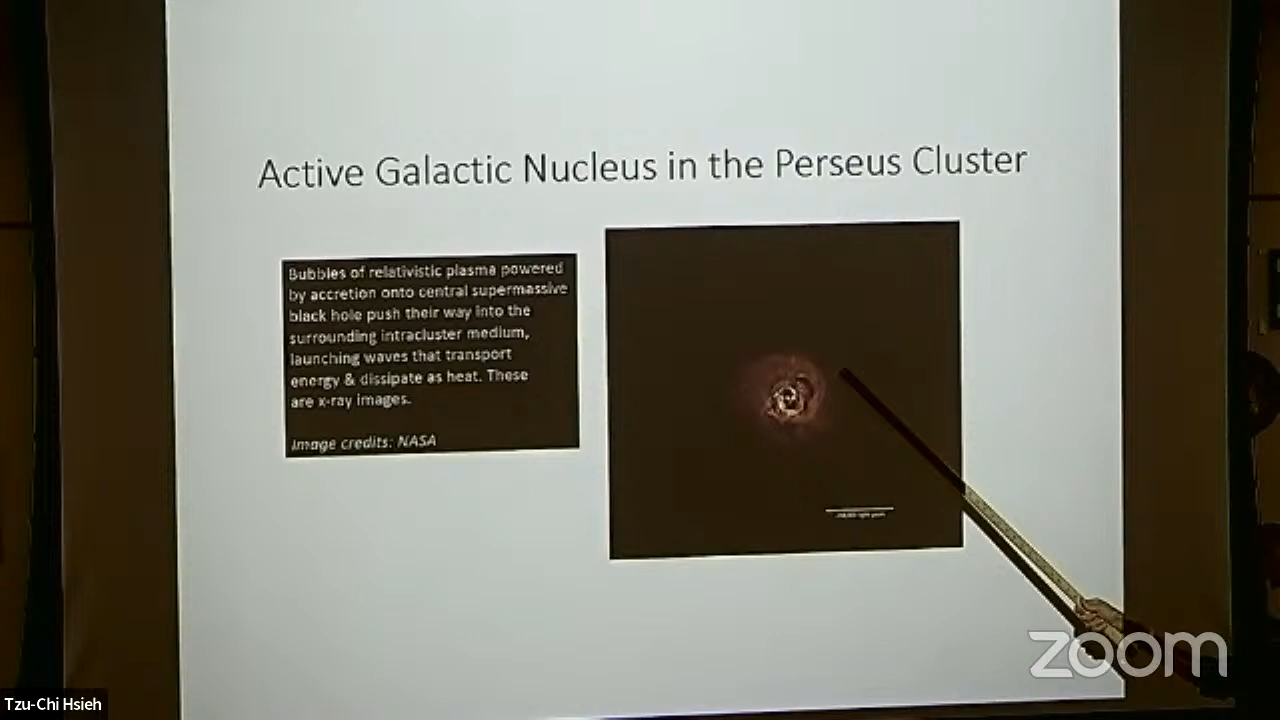 Active Galactic Nucleus in the Perseus Cluster
Bubbles of relativistic plasma powered
by accretion onto central supermassive
black hole push their way into the
surrounding intracluster medium,
launching waves that transport
energy & dissipate as heat. These
are x-ray images.
Image credits: NASA
zoom
Tzu-Chi Hsieh